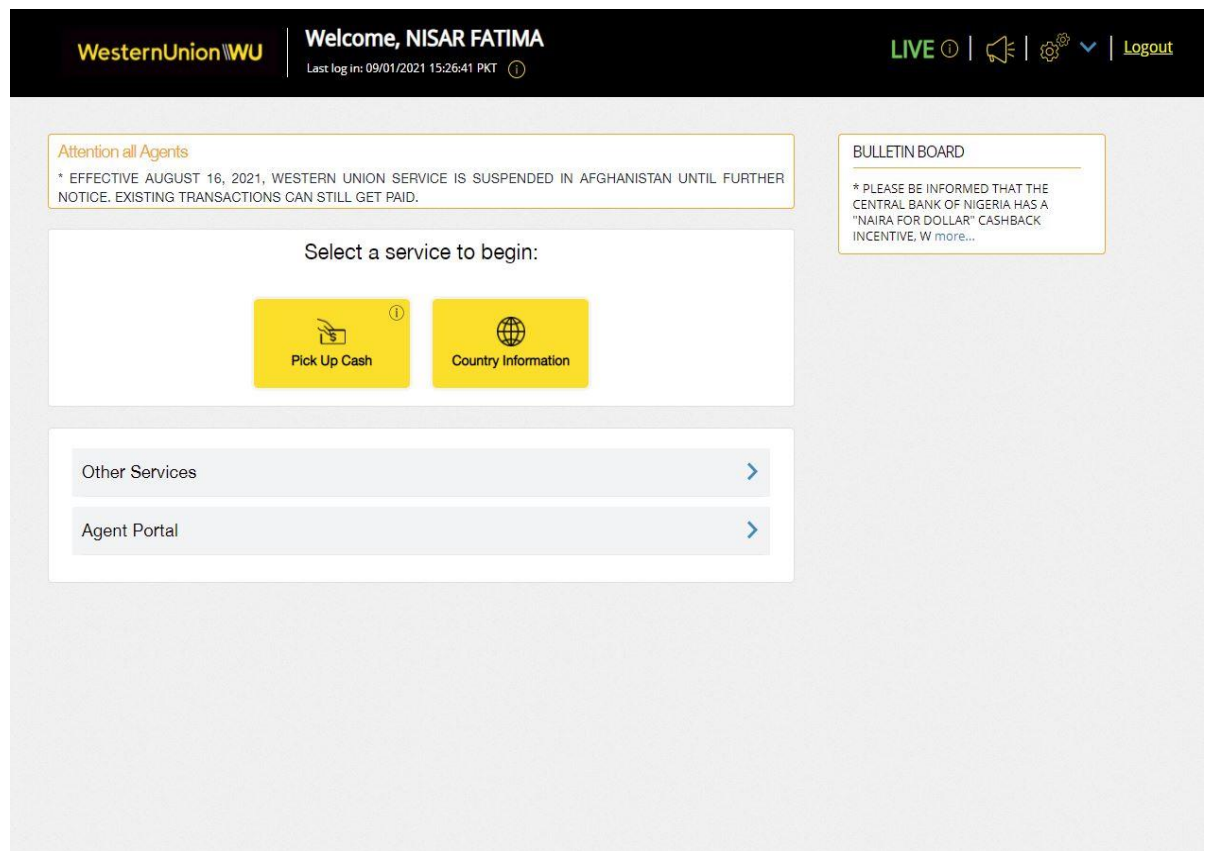 WesternUnion WU
Welcome, NISAR FATIMA
Last log in: 09/01/2021 15:26:41 PKT
LIVE
Logout
Attention all Agents
* EFFECTIVE AUGUST 16, 2021, WESTERN UNION SERVICE IS SUSPENDED IN AFGHANISTAN UNTIL FURTHER
NOTICE. EXISTING TRANSACTIONS CAN STILL GET PAID.
BULLETIN BOARD
* PLEASE BE INFORMED THAT THE
CENTRAL BANK OF NIGERIA HAS A
"NAIRA FOR DOLLAR" CASHBACK
INCENTIVE, W more...
Select a service to begin:
Pick Up Cash
Country Information
Other Services
Agent Portal